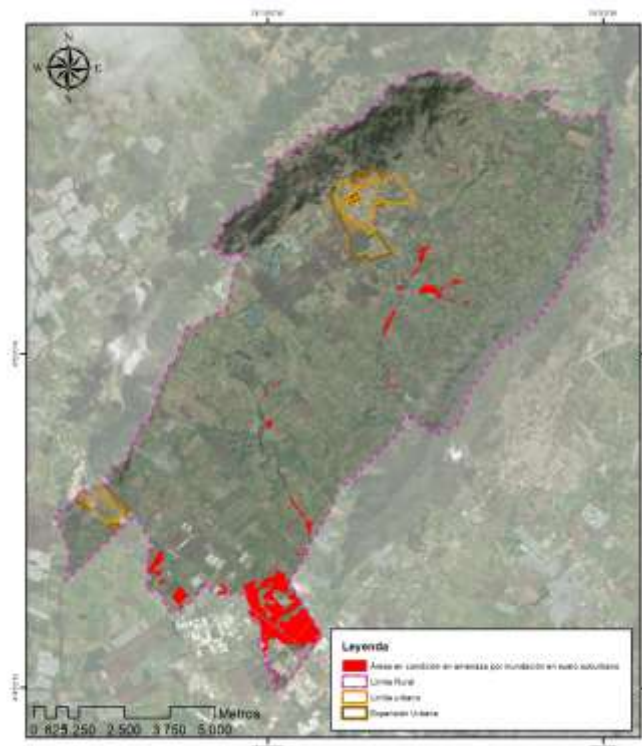 N
W E
S
Leyenda
Áreas en condición en amenaza por inundación en suelo suburbano
Límite Rural
Límite urbano
Expansión Urbana
0 625 1.250 2.500 3.750 5.000
Metros